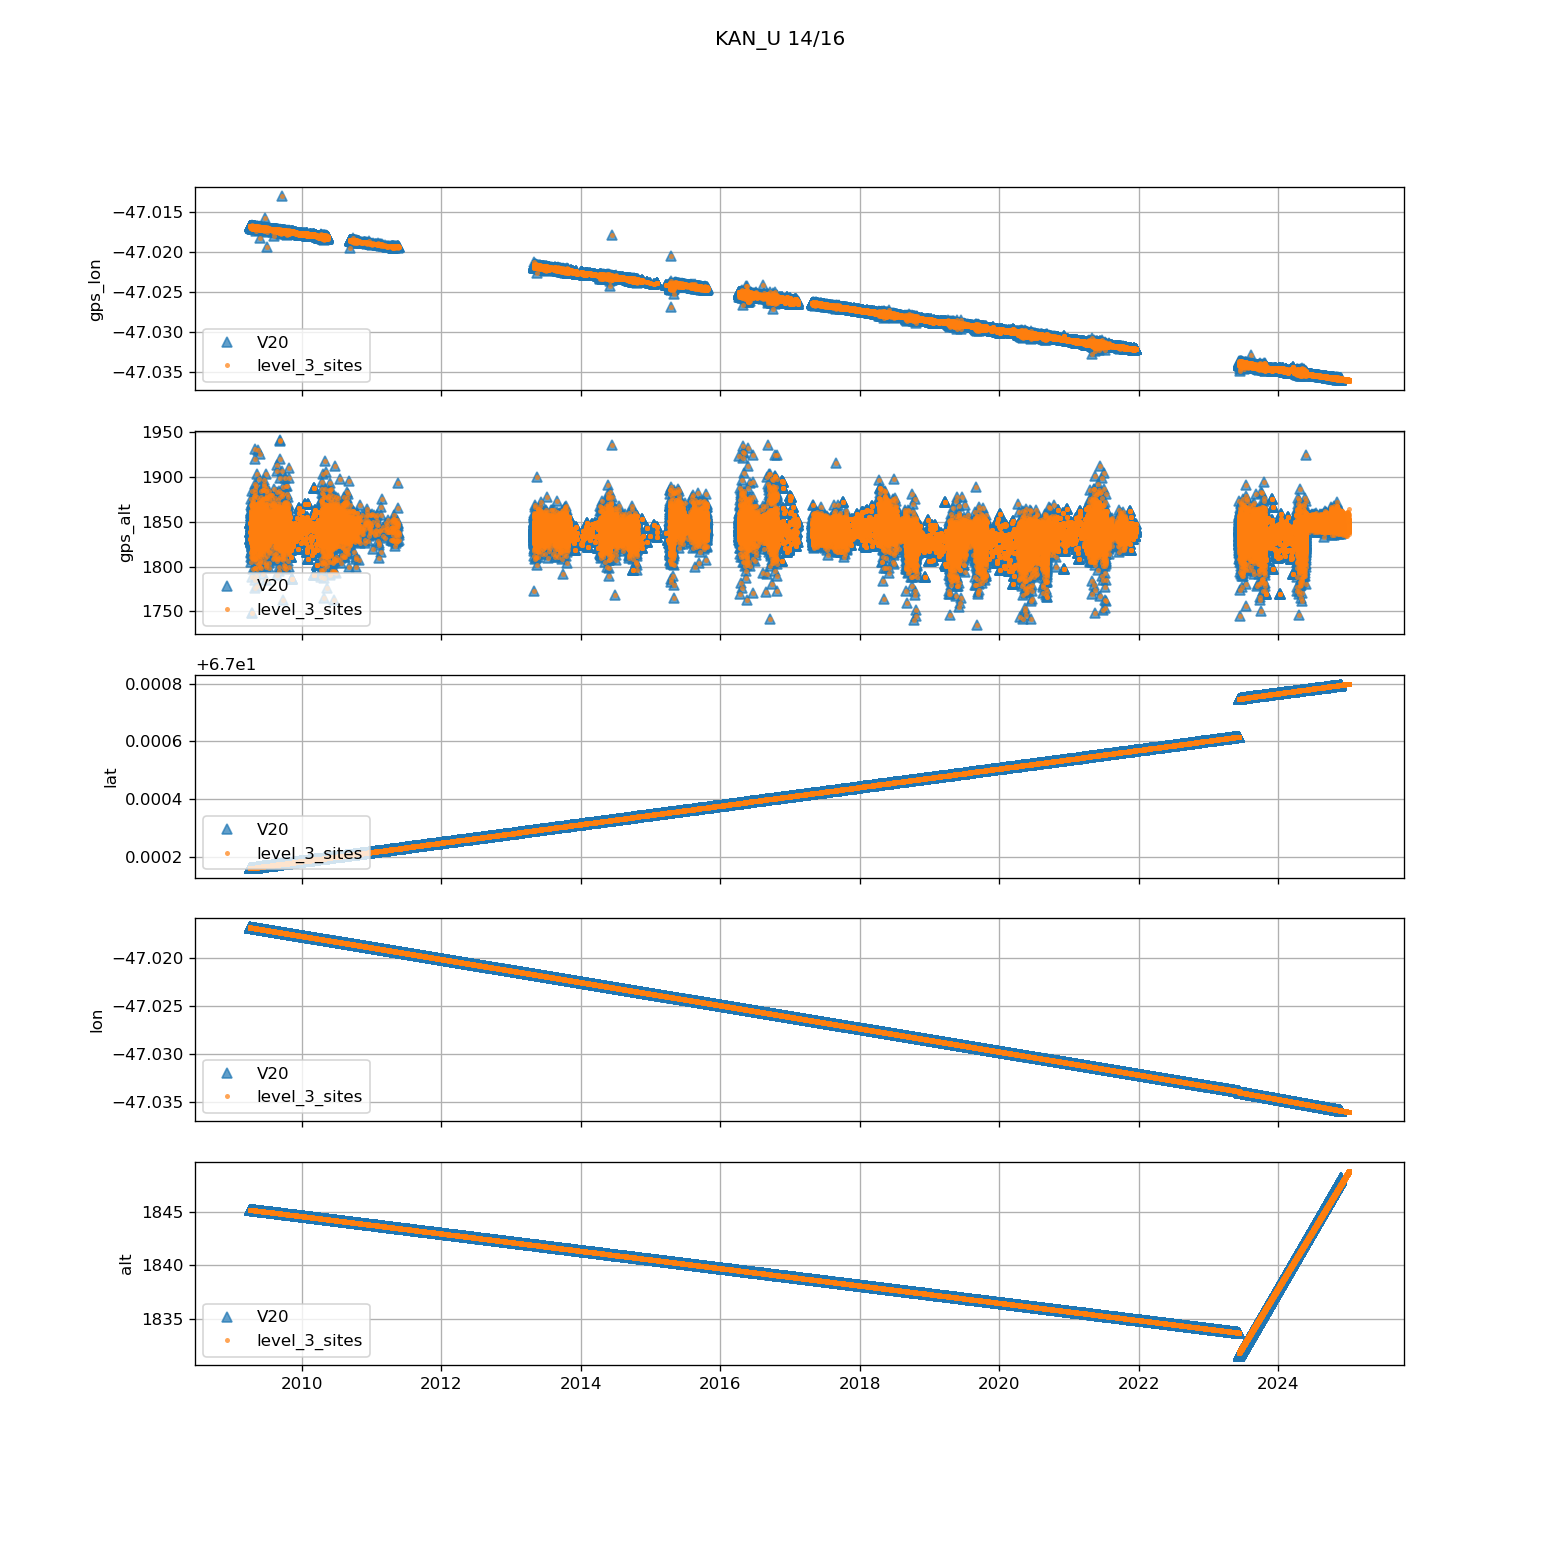 KAN_U 14/16
−47.015
−47.020
−47.025
−47.030
−47.035
gps_lon
V20
level_3_sites
1950
1900
1850
1800
1750
gps_alt
V20
level_3_sites
+6.7e1
0.0008
0.0006
0.0004
0.0002
lat
V20
level_3_sites
−47.020
−47.025
−47.030
−47.035
lon
V20
level_3_sites
1845
1840
1835
alt
V20
level_3_sites
2010 2012 2014 2016 2018 2020 2022 2024